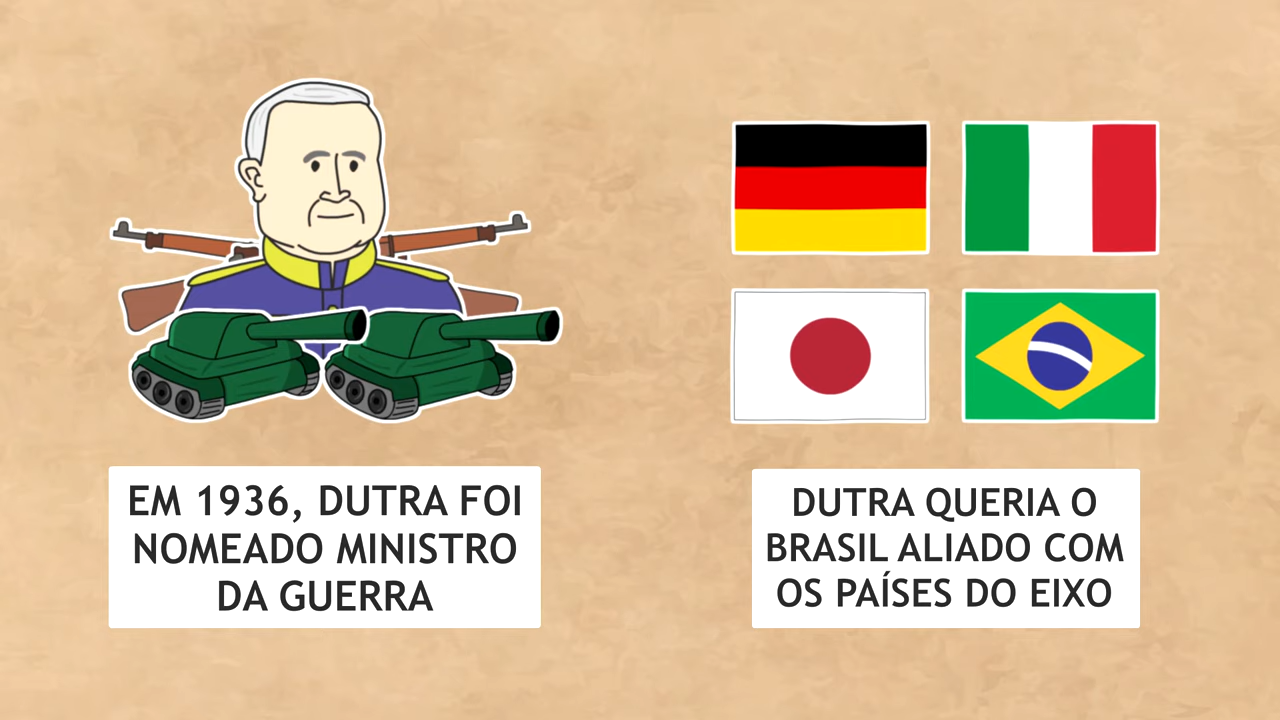 EM 1936, DUTRA FOI
NOMEADO MINISTRO
DA GUERRA
DUTRA QUERIA O
BRASIL ALIADO COM
OS PAÍSES DO EIXO